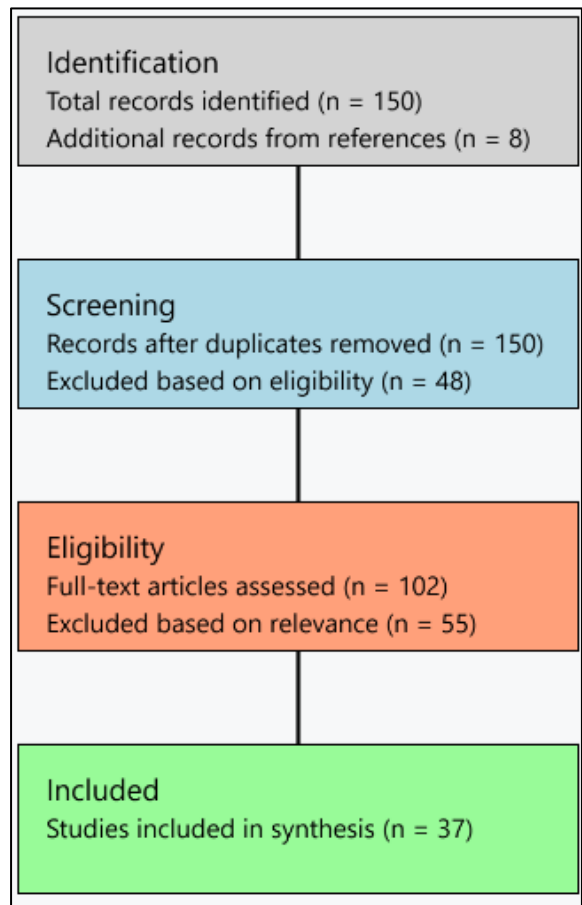 Identification
Total records identified (n = 150)
Additional records from references (n = 8)
Screening
Records after duplicates removed (n = 150)
Excluded based on eligibility (n = 48)
Eligibility
Full-text articles assessed (n = 102)
Excluded based on relevance (n = 55)
Included
Studies included in synthesis (n = 37)